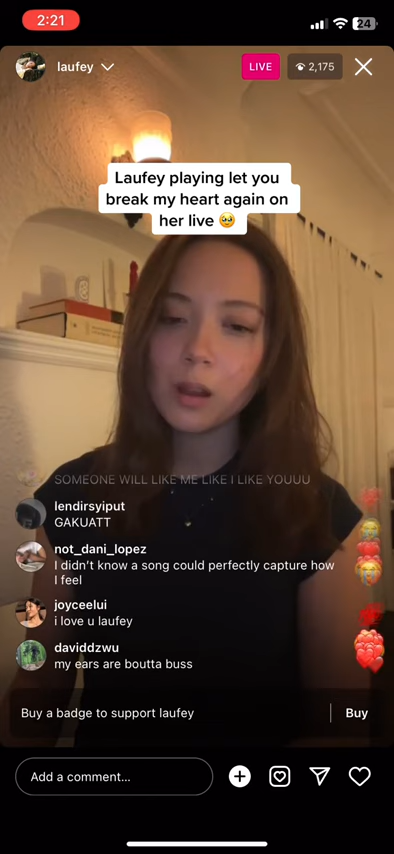 2:21
24
laufey
LIVE
2,175
Laufey playing let you
break my heart again on
her live 🥹
SOMEONE WILL LIKE ME LIKE I LIKE YOUUU
lendirsyiput
GAKUATT
not_dani_lopez
I didn't know a song could perfectly capture how
I feel
joyceelui
i love u laufey
daviddzwu
my ears are boutta buss
Buy a badge to support laufey
Buy
Add a comment...